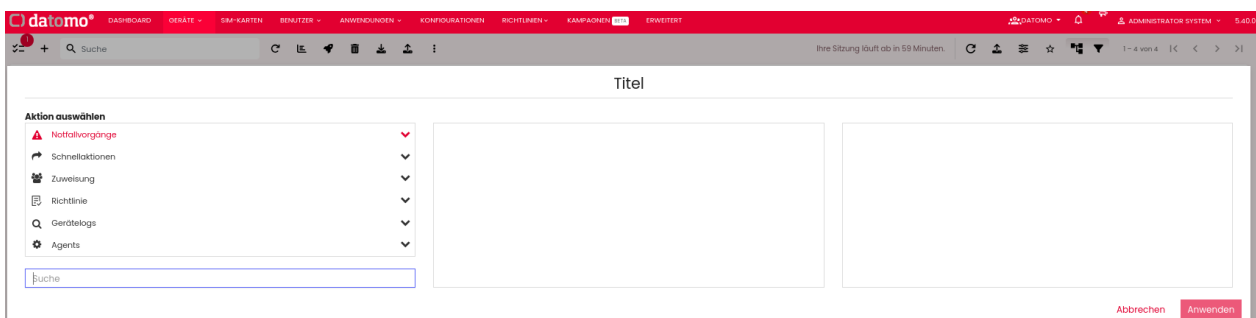 datomo® DASHBOARD GERÄTE SIM-KARTEN BENUTZER ANWENDUNGEN KONFIGURATIONEN RICHTLINIEN KAMPAGNEN BETA ERWEITERT DATOMO ADMINISTRATOR SYSTEM 5.40.0
1 Suche Ihre Sitzung läuft ab in 59 Minuten. 1 - 4 von 4
Titel
Aktion auswählen
Notfallvorgänge
Schnellaktionen
Zuweisung
Richtlinie
Gerätelogs
Agents
Suche
Abbrechen Anwenden